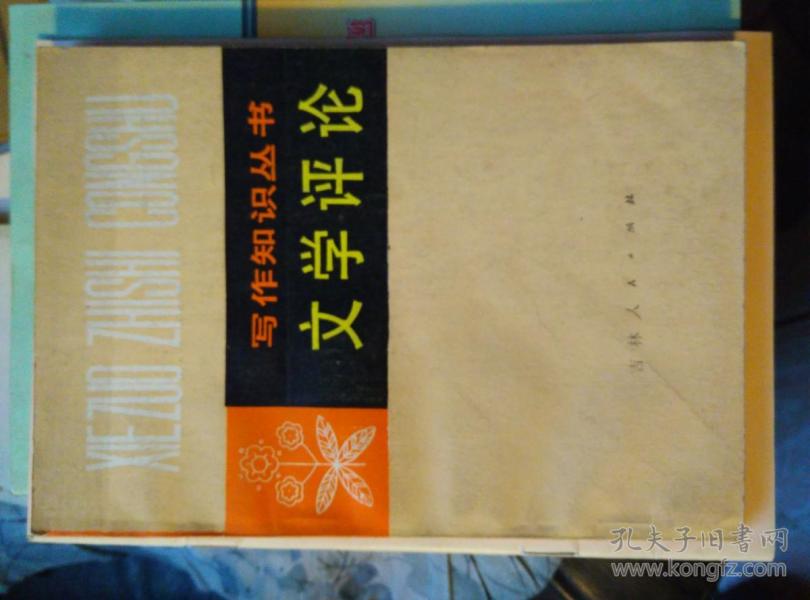 XIEZUO ZHISHI CONGSHU
写作知识丛书
文学评论
吉林人民出版社
孔夫子旧书网
www.kongfz.com